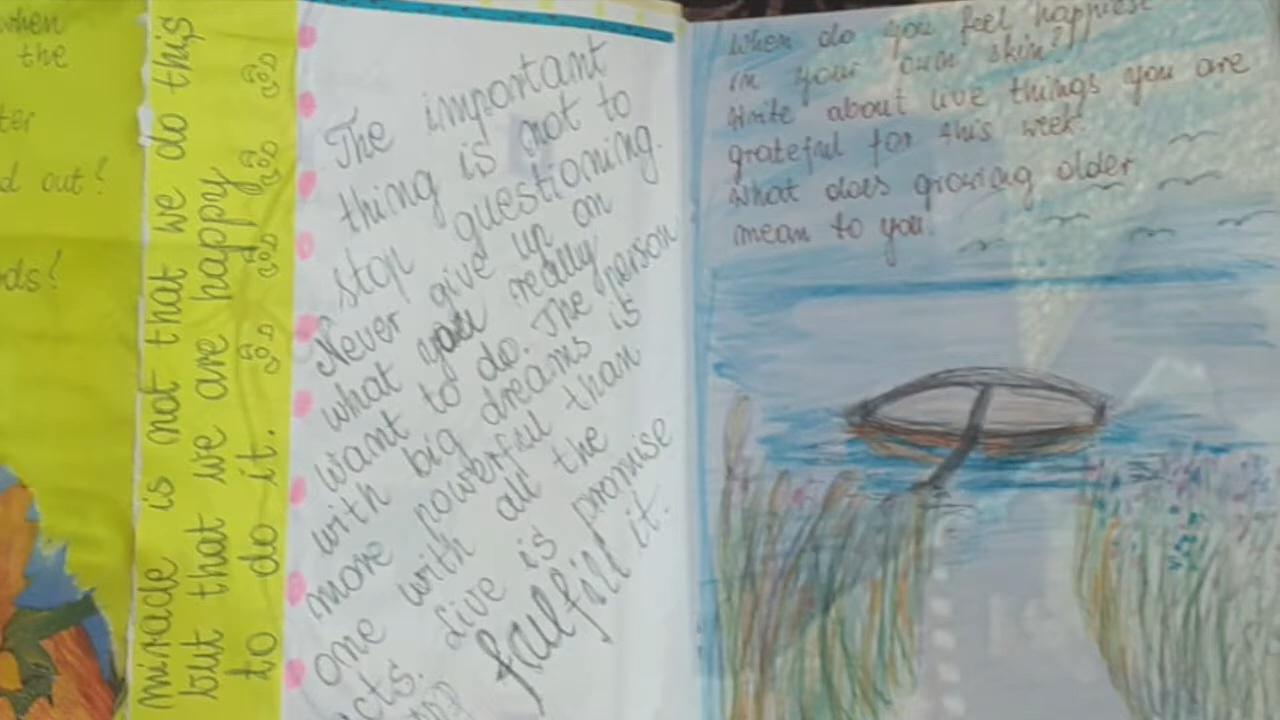 when
the
ter
d out?
ds!
miracle is not that we do this
but that we are happy
to do it.
The important
thing is not to
stop questioning.
Never give up on
what you really
want to do. The person
with big dreams is
more powerful than
one with all the
cts. Live is promise
faulfill it.
When do you feel happiest
in your own skin?
Write about live things you are
grateful for this week.
What does growing older
mean to you?